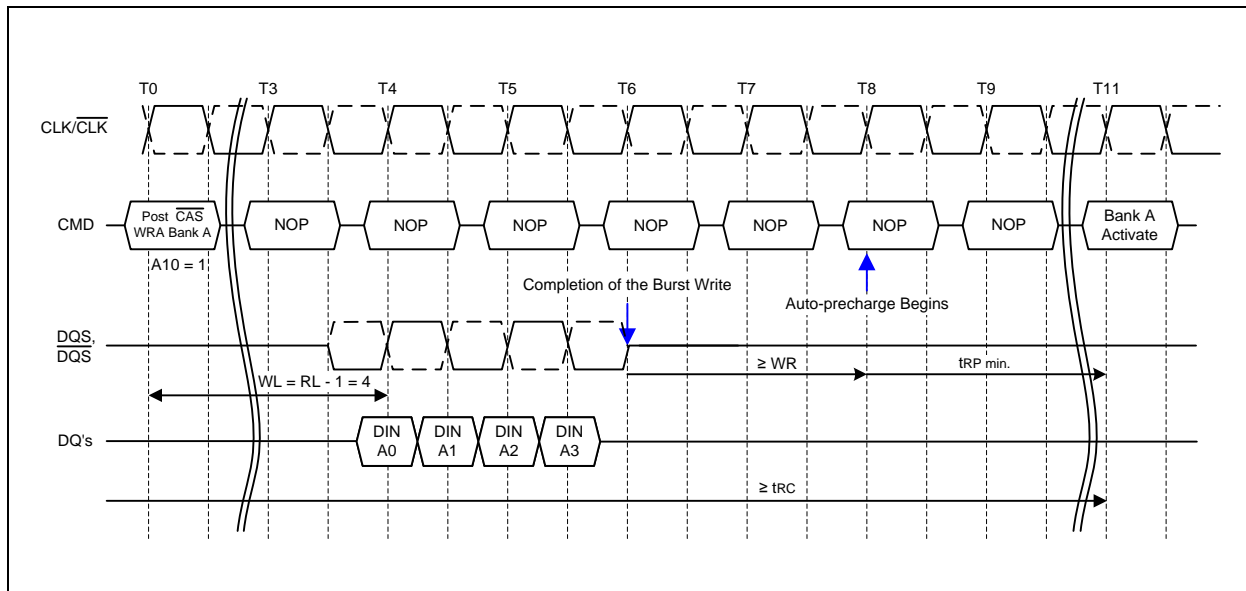 T0 T3 T4 T5 T6 T7 T8 T9 T11
CLK/CLK
CMD
Post CAS
WRA Bank A
NOP NOP NOP NOP NOP NOP NOP
Bank A
Activate
A10 = 1
Completion of the Burst Write
Auto-precharge Begins
DQS,
DQS
WL = RL - 1 = 4
≥ WR
tRP min.
DQ's
DIN
A0
DIN
A1
DIN
A2
DIN
A3
≥ tRC